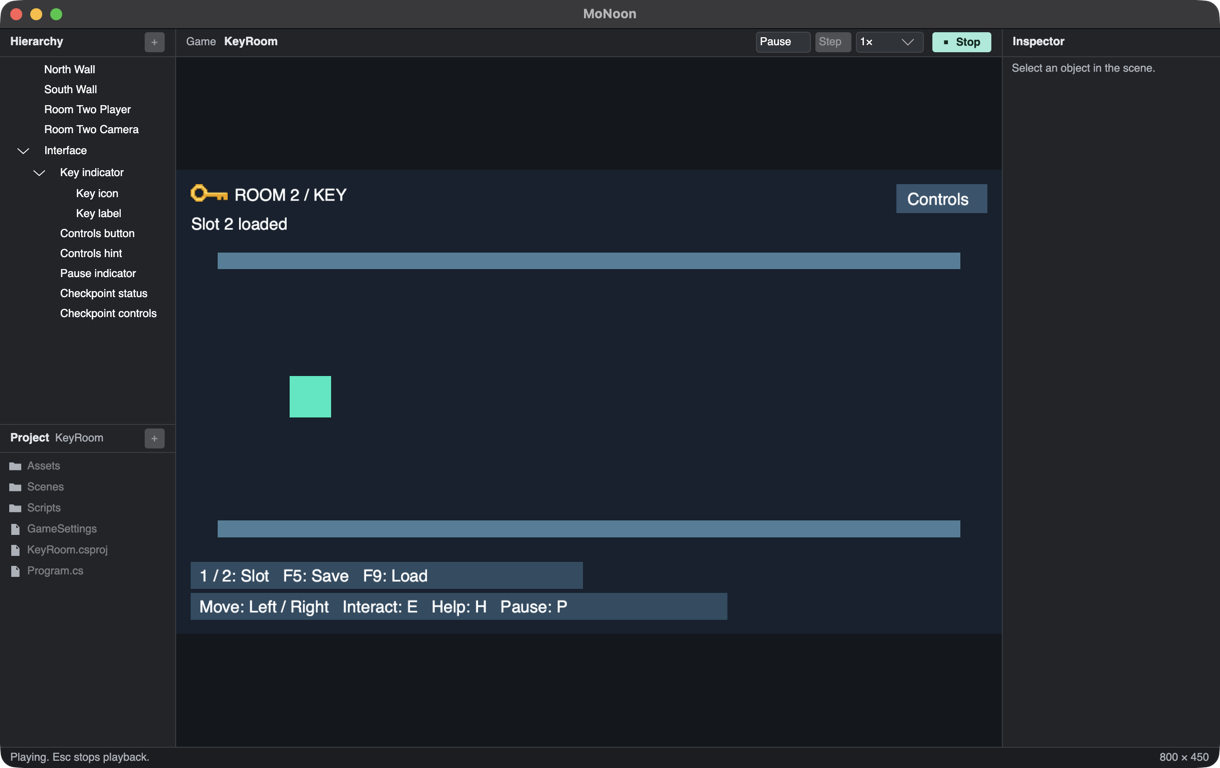 MoNoon
Hierarchy
+
North Wall
South Wall
Room Two Player
Room Two Camera
Interface
Key indicator
Key icon
Key label
Controls button
Controls hint
Pause indicator
Checkpoint status
Checkpoint controls
Project KeyRoom
+
Assets
Scenes
Scripts
GameSettings
KeyRoom.csproj
Program.cs
Game KeyRoom
Pause Step 1× Stop
ROOM 2 / KEY
Controls
Slot 2 loaded
1 / 2: Slot F5: Save F9: Load
Move: Left / Right Interact: E Help: H Pause: P
Inspector
Select an object in the scene.
Playing. Esc stops playback.
800 × 450